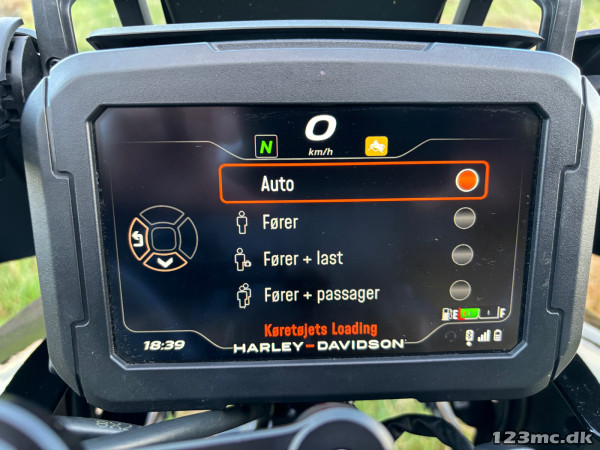 0
N
km/h
Auto
Fører
Fører + last
Fører + passager
E F
Køretøjets Loading
18:39 HARLEY-DAVIDSON
123mc.dk